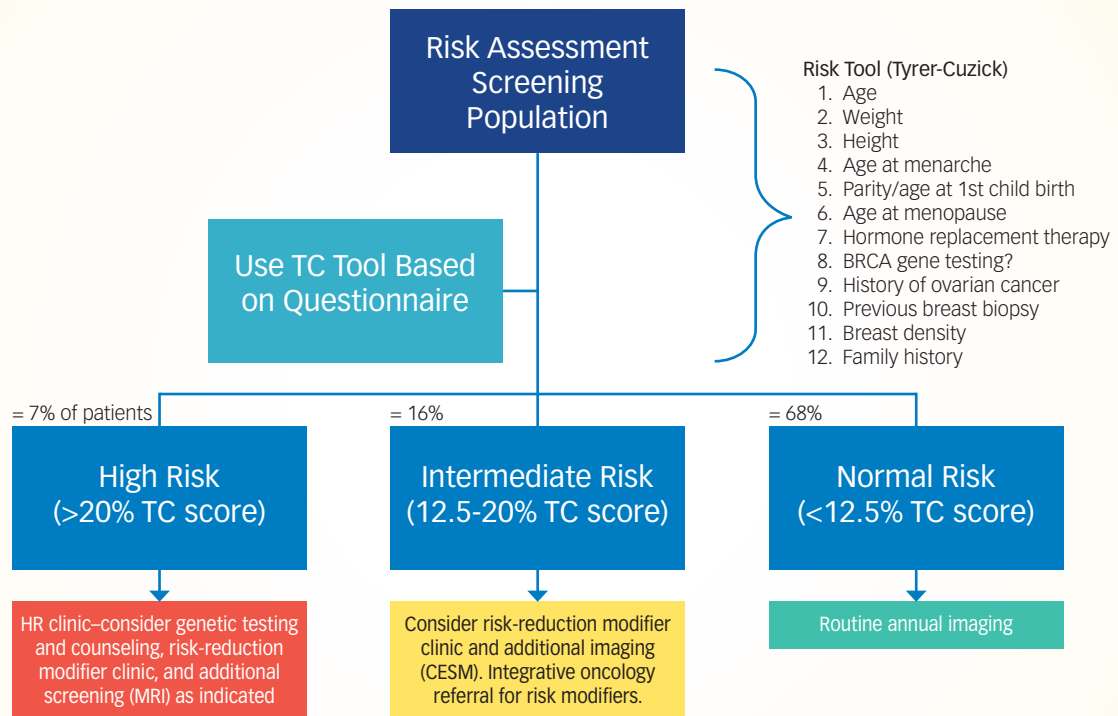 Risk Assessment
Screening
Population
Risk Tool (Tyrer-Cuzick)
1. Age
2. Weight
3. Height
4. Age at menarche
5. Parity/age at 1st child birth
6. Age at menopause
7. Hormone replacement therapy
8. BRCA gene testing?
9. History of ovarian cancer
10. Previous breast biopsy
11. Breast density
12. Family history
Use TC Tool Based
on Questionnaire
= 7% of patients
High Risk
(>20% TC score)
HR clinic–consider genetic testing
and counseling, risk-reduction
modifier clinic, and additional
screening (MRI) as indicated
= 16%
Intermediate Risk
(12.5-20% TC score)
Consider risk-reduction modifier
clinic and additional imaging
(CESM). Integrative oncology
referral for risk modifiers.
= 68%
Normal Risk
(<12.5% TC score)
Routine annual imaging